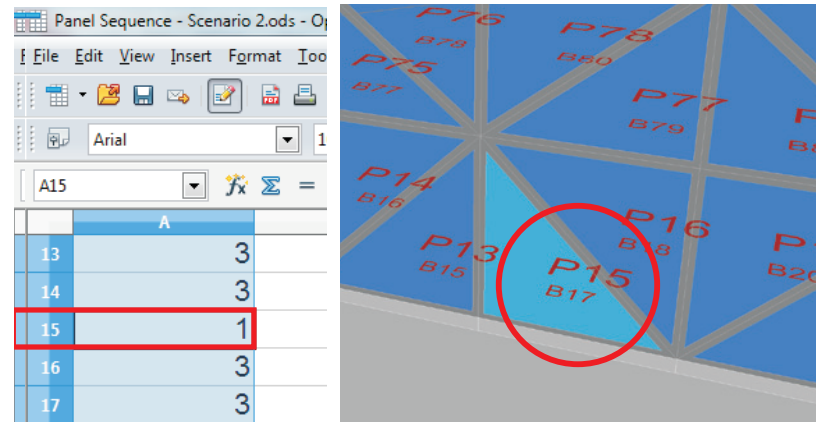 Panel Sequence - Scenario 2.ods - Op
File Edit View Insert Format Too
Arial 1
A15 =
A
13 3
14 3
15 1
16 3
17 3
P76
B78
P78
B80
P75
B77
P77
B79
P14
B16
P16
B18
P13
B15
P15
B17
P
B20